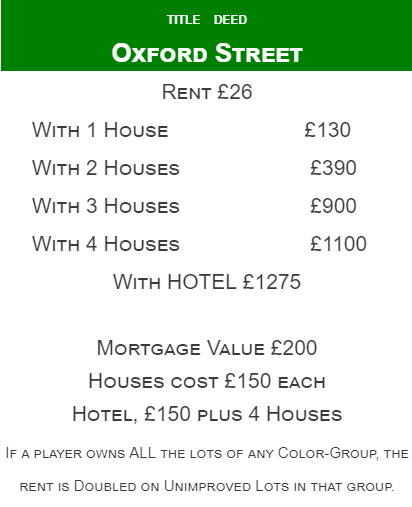 TITLE DEED
OXFORD STREET
RENT £26
WITH 1 HOUSE £130
WITH 2 HOUSES £390
WITH 3 HOUSES £900
WITH 4 HOUSES £1100
WITH HOTEL £1275
MORTGAGE VALUE £200
HOUSES COST £150 EACH
HOTEL, £150 PLUS 4 HOUSES
IF A PLAYER OWNS ALL THE LOTS OF ANY COLOR-GROUP, THE
RENT IS DOUBLED ON UNIMPROVED LOTS IN THAT GROUP.